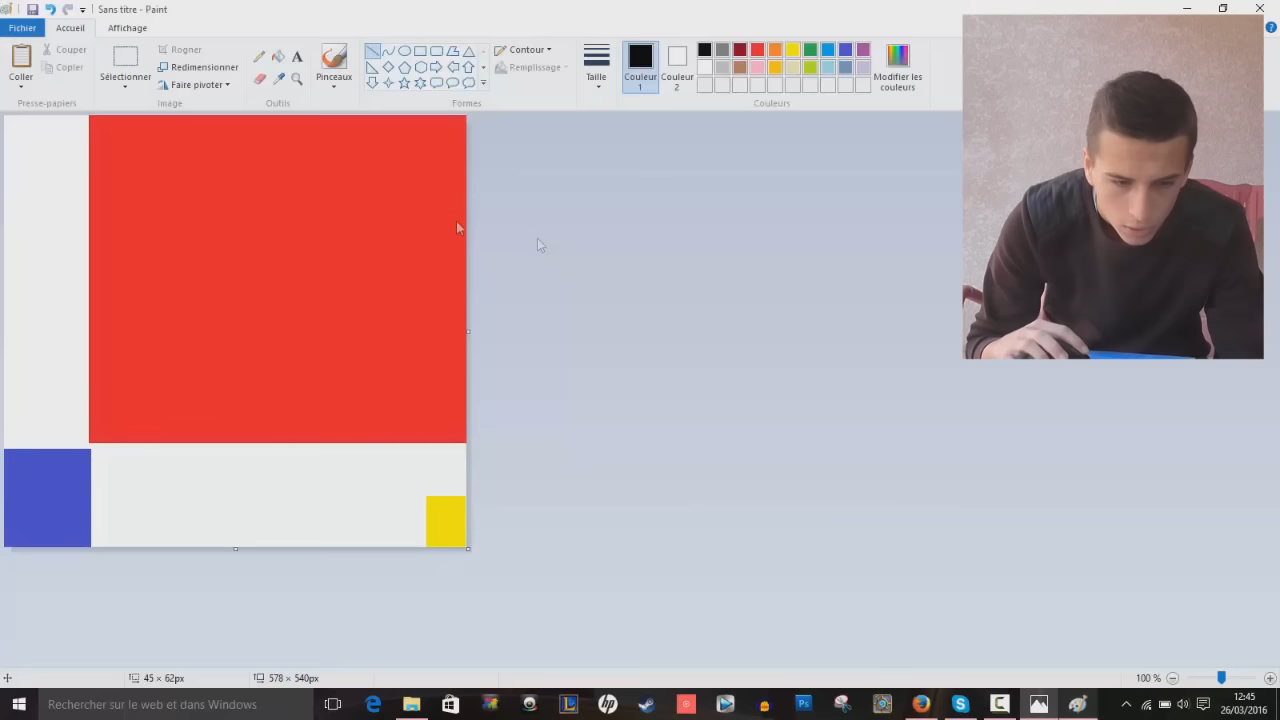 Sans titre - Paint
Fichier Accueil Affichage
Coller
Couper
Copier
Presse-papiers
Sélectionner
Rogner
Redimensionner
Faire pivoter
Image
A
Outils
Pinceaux
Contour
Remplissage
Formes
Taille
Couleur 1
Couleur 2
Modifier les couleurs
Couleurs
45 × 62px
578 × 540px
100 %
Rechercher sur le web et dans Windows
hp
Ps
12:45
26/03/2016